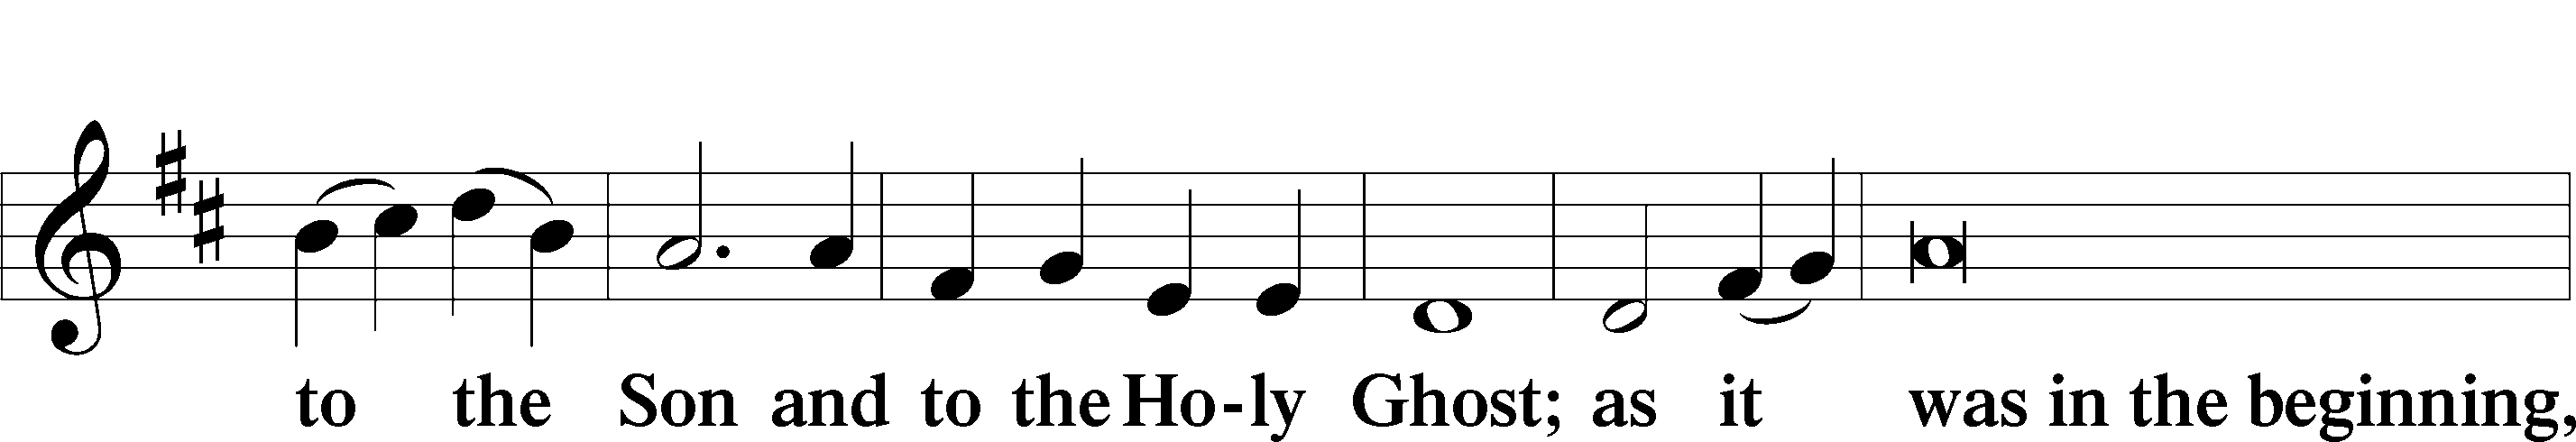 to the Son and to the Ho-ly Ghost; as it was in the beginning,